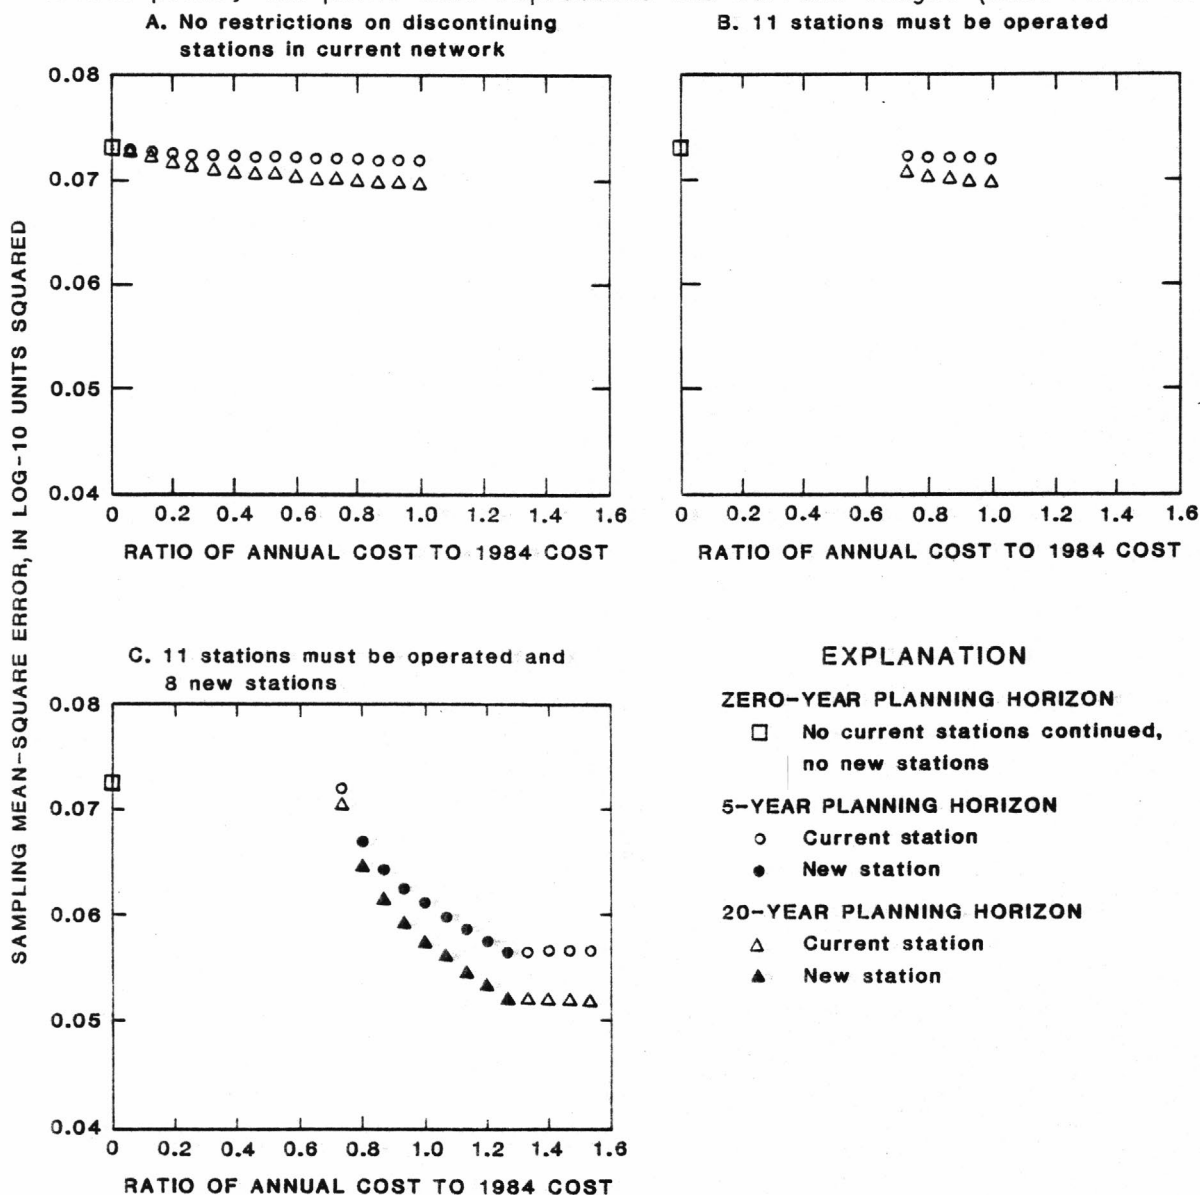 A. No restrictions on discontinuing
stations in current network
B. 11 stations must be operated
0.08
0.07
0.06
0.05
0.04
0 0.2 0.4 0.6 0.8 1.0 1.2 1.4 1.6
0 0.2 0.4 0.6 0.8 1.0 1.2 1.4 1.6
RATIO OF ANNUAL COST TO 1984 COST
RATIO OF ANNUAL COST TO 1984 COST
SAMPLING MEAN-SQUARE ERROR, IN LOG-10 UNITS SQUARED
C. 11 stations must be operated and
8 new stations
0.08
0.07
0.06
0.05
0.04
0 0.2 0.4 0.6 0.8 1.0 1.2 1.4 1.6
RATIO OF ANNUAL COST TO 1984 COST
EXPLANATION
ZERO-YEAR PLANNING HORIZON
No current stations continued,
no new stations
5-YEAR PLANNING HORIZON
Current station
New station
20-YEAR PLANNING HORIZON
Current station
New station